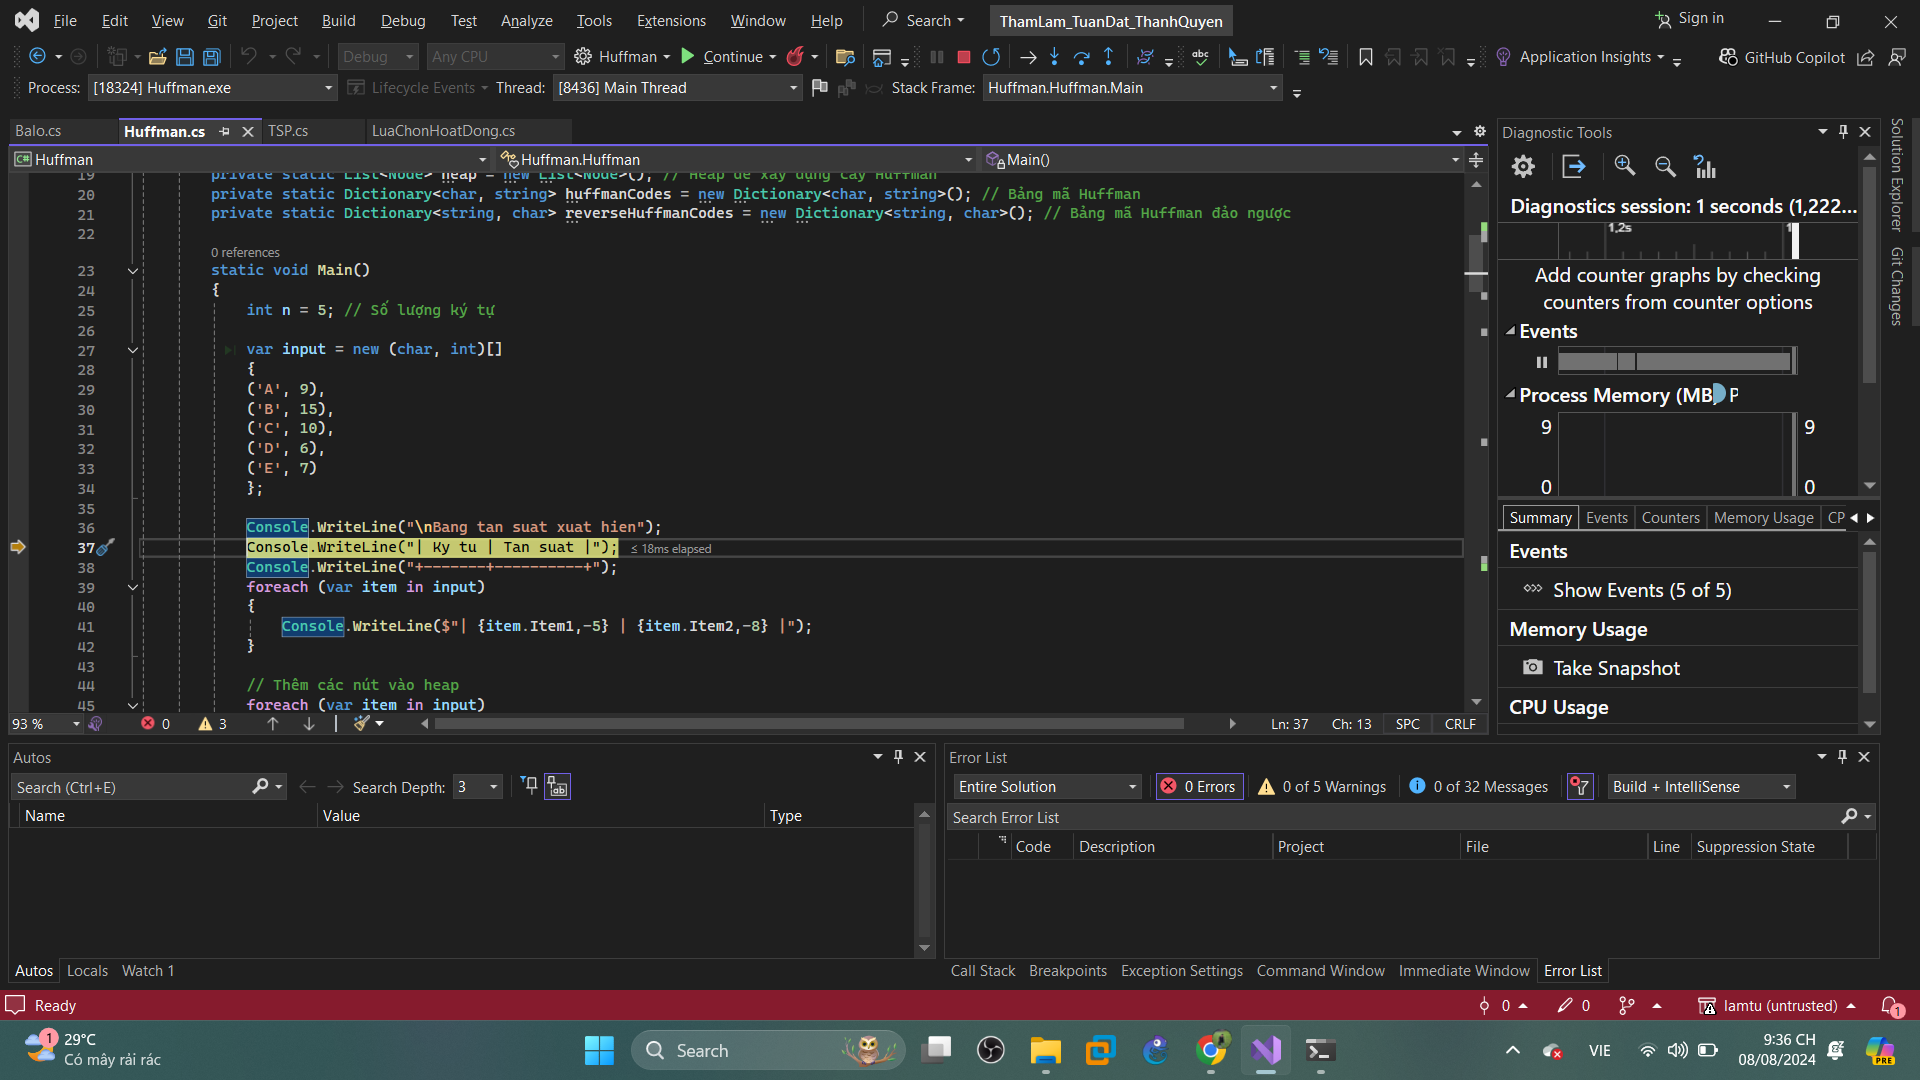 File Edit View Git Project Build Debug Test Analyze Tools Extensions Window Help Search ThamLam_TuanDat_ThanhQuyen Sign in
Debug Any CPU Huffman Continue Application Insights GitHub Copilot
Process: [18324] Huffman.exe Lifecycle Events Thread: [8436] Main Thread Stack Frame: Huffman.Huffman.Main
Balo.cs Huffman.cs TSP.cs LuaChonHoatDong.cs
Huffman Huffman.Huffman Main()
19 private static List<Node> heap = new List<Node>(); // Heap để xây dựng cây Huffman
20 private static Dictionary<char, string> huffmanCodes = new Dictionary<char, string>(); // Bảng mã Huffman
21 private static Dictionary<string, char> reverseHuffmanCodes = new Dictionary<string, char>(); // Bảng mã Huffman đảo ngược
22
0 references
23 static void Main()
24 {
25 int n = 5; // Số lượng ký tự
26
27 var input = new (char, int)[]
28 {
29 ('A', 9),
30 ('B', 15),
31 ('C', 10),
32 ('D', 6),
33 ('E', 7)
34 };
35
36 Console.WriteLine("\nBang tan suat xuat hien");
37 Console.WriteLine("| Ky tu | Tan suat |"); ≤ 18ms elapsed
38 Console.WriteLine("+-------+----------+");
39 foreach (var item in input)
40 {
41 Console.WriteLine($"| {item.Item1,-5} | {item.Item2,-8} |");
42 }
43
44 // Thêm các nút vào heap
45 foreach (var item in input)
93 % 0 3 Ln: 37 Ch: 13 SPC CRLF
Diagnostic Tools
Diagnostics session: 1 seconds (1,222...
1,2s 1
Add counter graphs by checking
counters from counter options
Events
Process Memory (MB) P
9 9
0 0
Summary Events Counters Memory Usage CP
Events
Show Events (5 of 5)
Memory Usage
Take Snapshot
CPU Usage
Solution Explorer
Git Changes
Autos
Search (Ctrl+E) Search Depth: 3
Name Value Type
Autos Locals Watch 1
Error List
Entire Solution 0 Errors 0 of 5 Warnings 0 of 32 Messages Build + IntelliSense
Search Error List
Code Description Project File Line Suppression State
Call Stack Breakpoints Exception Settings Command Window Immediate Window Error List
Ready 0 0 lamtu (untrusted) 1
1 29°C
Có mây rải rác
Search
VIE
9:36 CH
08/08/2024
PRE